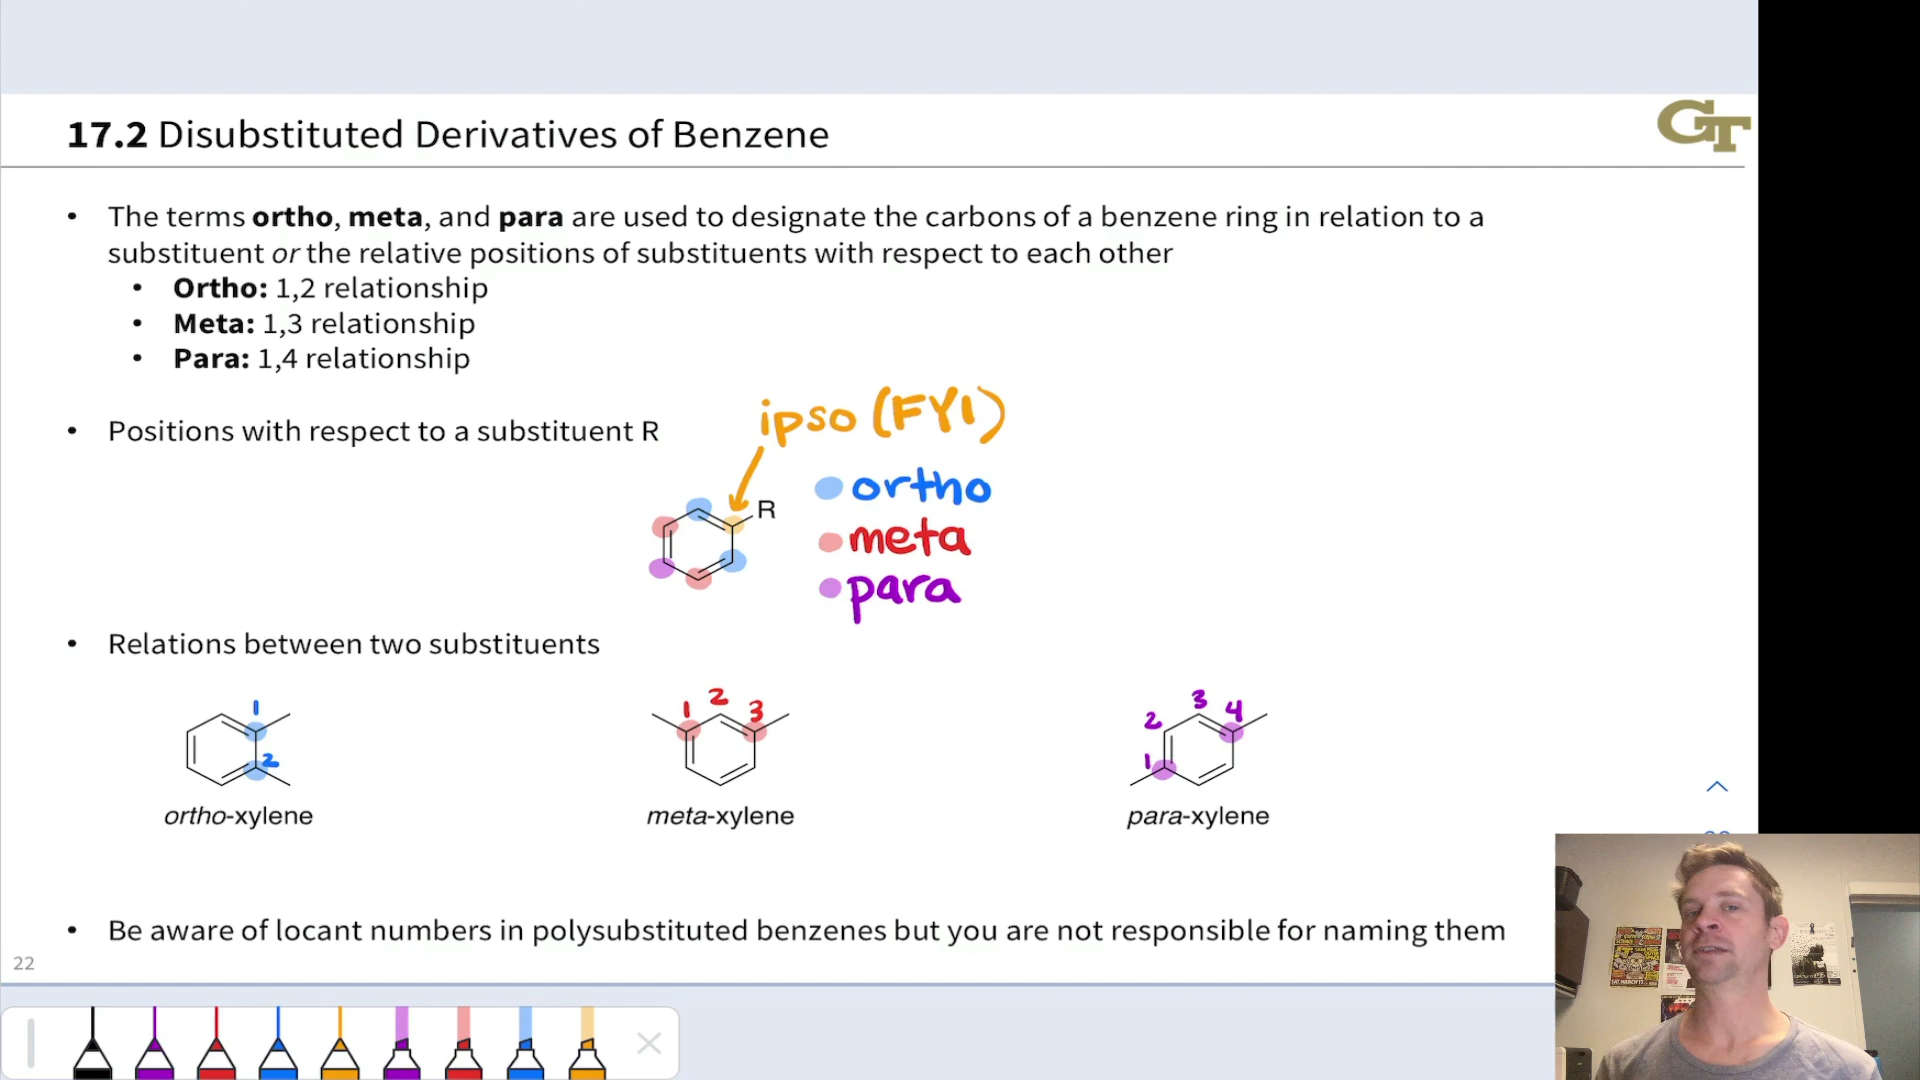 17.2 Disubstituted Derivatives of Benzene
GT
• The terms ortho, meta, and para are used to designate the carbons of a benzene ring in relation to a
substituent or the relative positions of substituents with respect to each other
• Ortho: 1,2 relationship
• Meta: 1,3 relationship
• Para: 1,4 relationship
ipso (FYI)
• Positions with respect to a substituent R
ortho
R
meta
para
• Relations between two substituents
1
2
1 2 3
1 2 3 4
ortho-xylene
meta-xylene
para-xylene
• Be aware of locant numbers in polysubstituted benzenes but you are not responsible for naming them
22